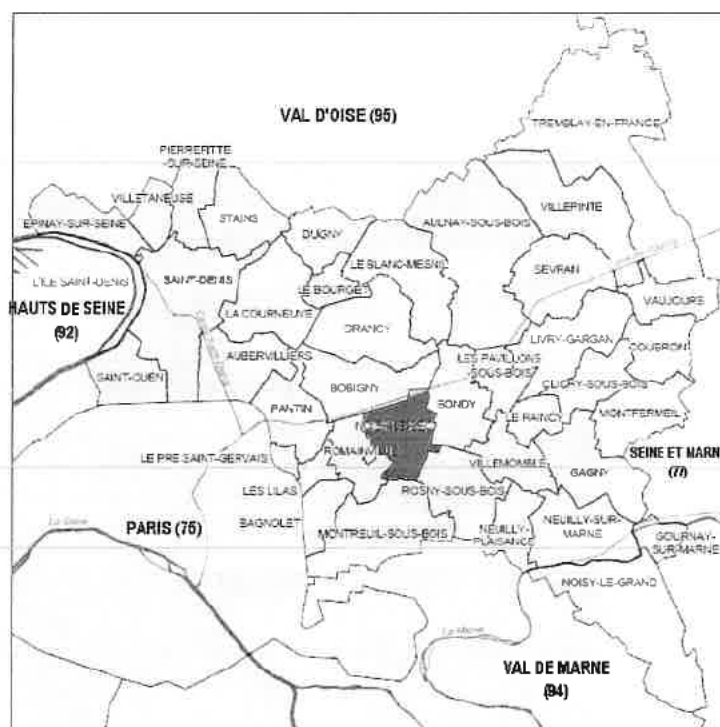 VAL D'OISE (95)
TREMBLAY-EN-FRANCE
PIERREFITTE
-SUR-SEINE
VILLETANEUSE
EPINAY-SUR-SEINE
STAINS
VILLEPINTE
AULNAY-SOUS-BOIS
DUGNY
LE BLANC-MESNIL
SEVRAN
L'ILE SAINT-DENIS
SAINT-DENIS
LE BOURGET
VAUJOURS
HAUTS DE SEINE
(92)
LA COURNEUVE
DRANCY
LIVRY-GARGAN
COUBRON
AUBERVILLIERS
LES PAVILLONS
-SOUS-BOIS
SAINT-OUEN
BOBIGNY
CLICHY-SOUS-BOIS
PANTIN
BONDY
LE RAINCY
MONTFERMEIL
ROMAINVILLE
LE PRE SAINT-GERVAIS
VILLEMOMBLE
GAGNY
SEINE ET MARN
(77)
LES LILAS
ROSNY-SOUS-BOIS
PARIS (75)
BAGNOLET
MONTREUIL-SOUS-BOIS
NEUILLY
-PLAISANCE
NEUILLY-SUR-
MARNE
GOURNAY
-SUR-MARNE
NOISY-LE-GRAND
La Seine
La Marne
VAL DE MARNE
(94)